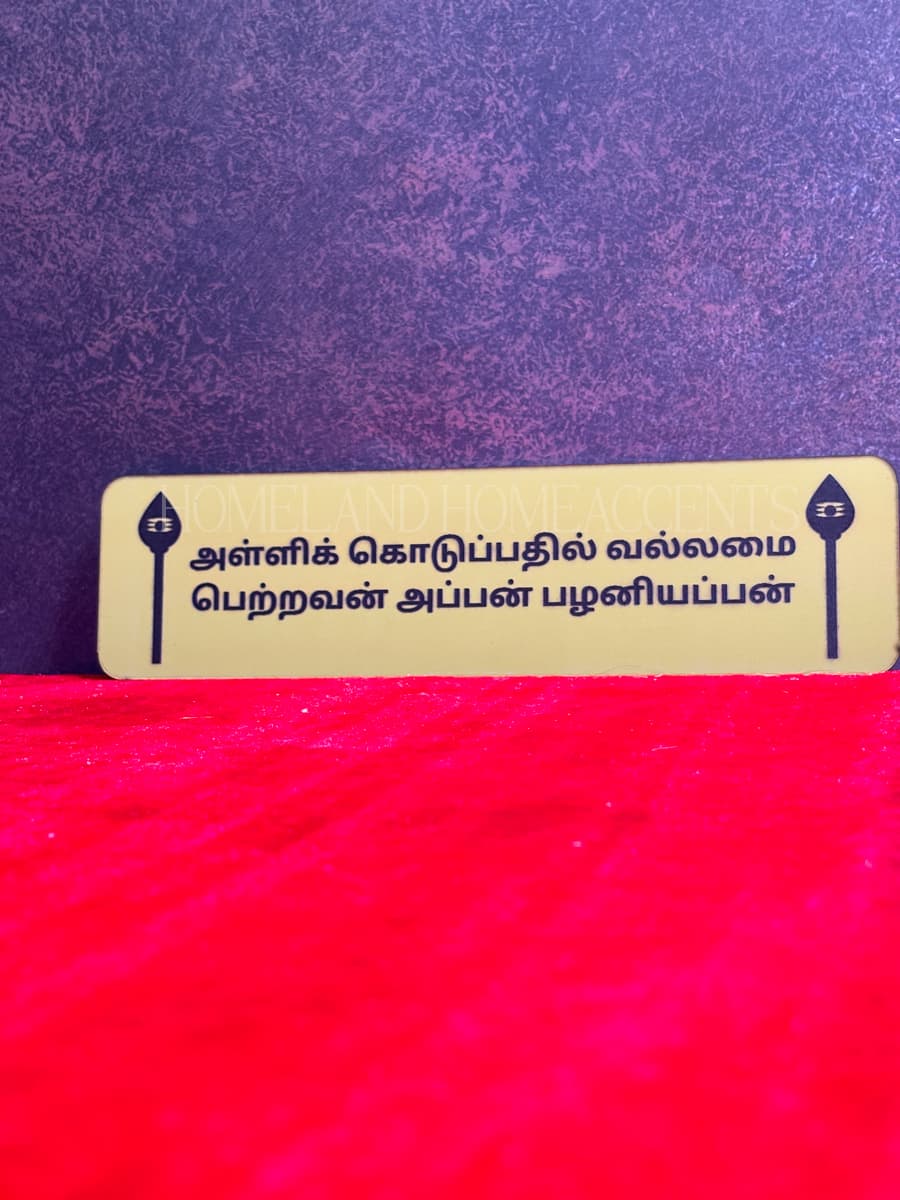 HOMELAND HOMEACCENTS
அள்ளிக் கொடுப்பதில் வல்லமை
பெற்றவன் அப்பன் பழனியப்பன்